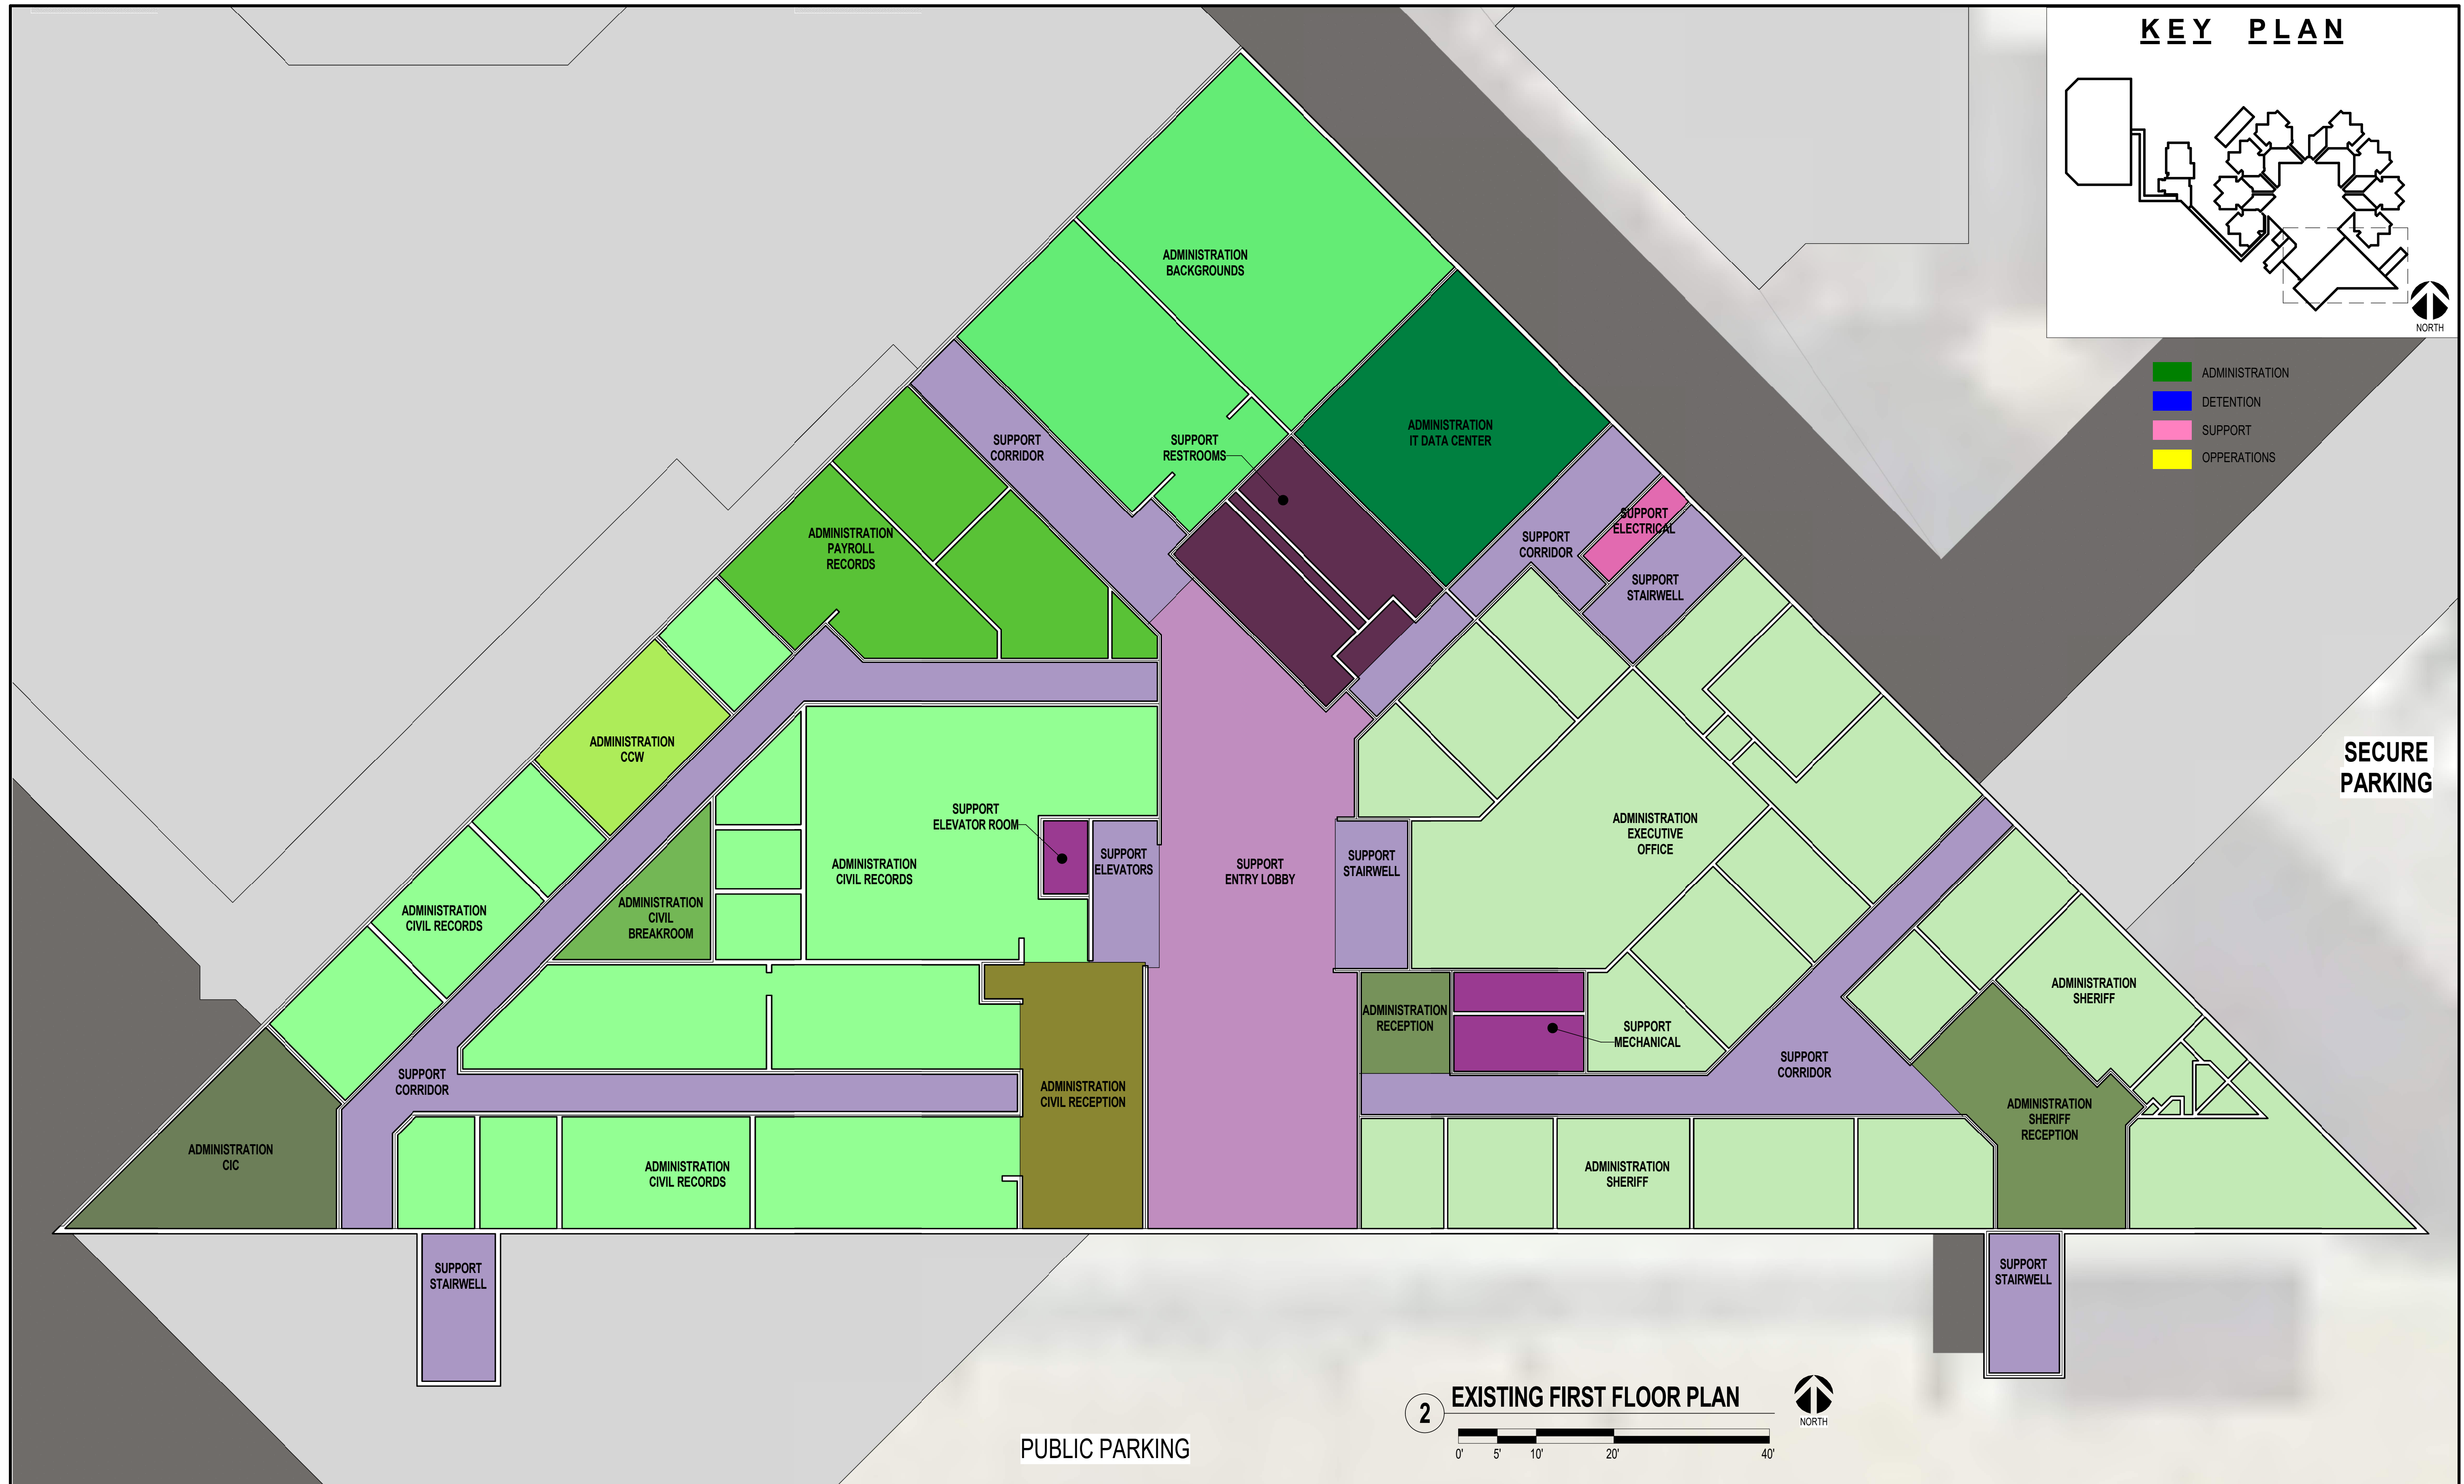 KEY PLAN
NORTH
ADMINISTRATION
DETENTION
SUPPORT
OPPERATIONS
ADMINISTRATION
BACKGROUNDS
ADMINISTRATION
IT DATA CENTER
SUPPORT
RESTROOMS
SUPPORT
CORRIDOR
SUPPORT
ELECTRICAL
SUPPORT
CORRIDOR
SUPPORT
STAIRWELL
ADMINISTRATION
PAYROLL
RECORDS
ADMINISTRATION
CCW
SECURE
PARKING
SUPPORT
ELEVATOR ROOM
ADMINISTRATION
EXECUTIVE
OFFICE
ADMINISTRATION
CIVIL RECORDS
SUPPORT
ELEVATORS
SUPPORT
ENTRY LOBBY
SUPPORT
STAIRWELL
ADMINISTRATION
CIVIL RECORDS
ADMINISTRATION
CIVIL
BREAKROOM
ADMINISTRATION
SHERIFF
ADMINISTRATION
RECEPTION
SUPPORT
MECHANICAL
SUPPORT
CORRIDOR
SUPPORT
CORRIDOR
ADMINISTRATION
CIVIL RECEPTION
ADMINISTRATION
SHERIFF
RECEPTION
ADMINISTRATION
CIC
ADMINISTRATION
CIVIL RECORDS
ADMINISTRATION
SHERIFF
SUPPORT
STAIRWELL
SUPPORT
STAIRWELL
2 EXISTING FIRST FLOOR PLAN
NORTH
0' 5' 10' 20' 40'
PUBLIC PARKING